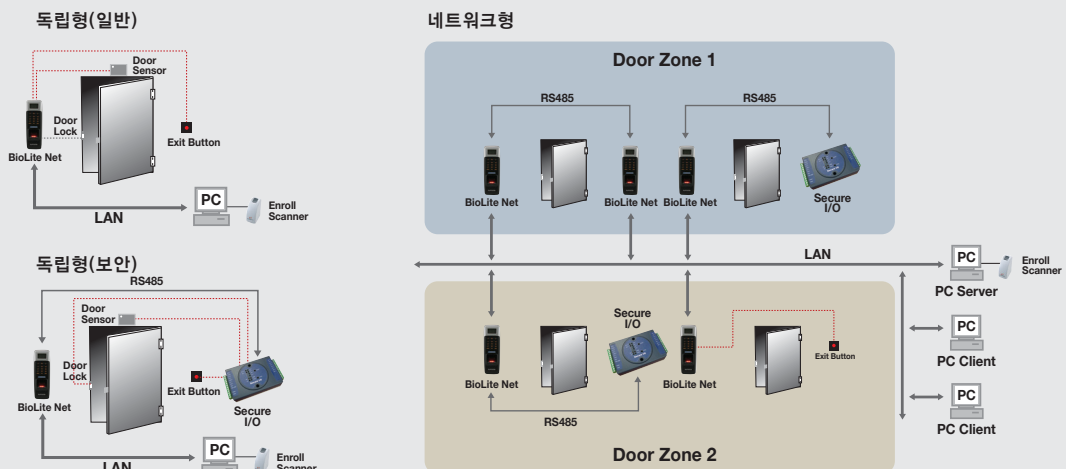 독립형(일반)
Door
Sensor
Door
Lock
BioLite Net
Exit Button
LAN
PC
Enroll
Scanner
독립형(보안)
RS485
Door
Sensor
Door
Lock
BioLite Net
Exit Button
Secure
I/O
LAN
PC
Enroll
Scanner
네트워크형
Door Zone 1
RS485
RS485
BioLite Net
BioLite Net
BioLite Net
Secure
I/O
LAN
PC
Enroll
Scanner
PC Server
PC
PC Client
PC
PC Client
Secure
I/O
BioLite Net
BioLite Net
Exit Button
RS485
Door Zone 2